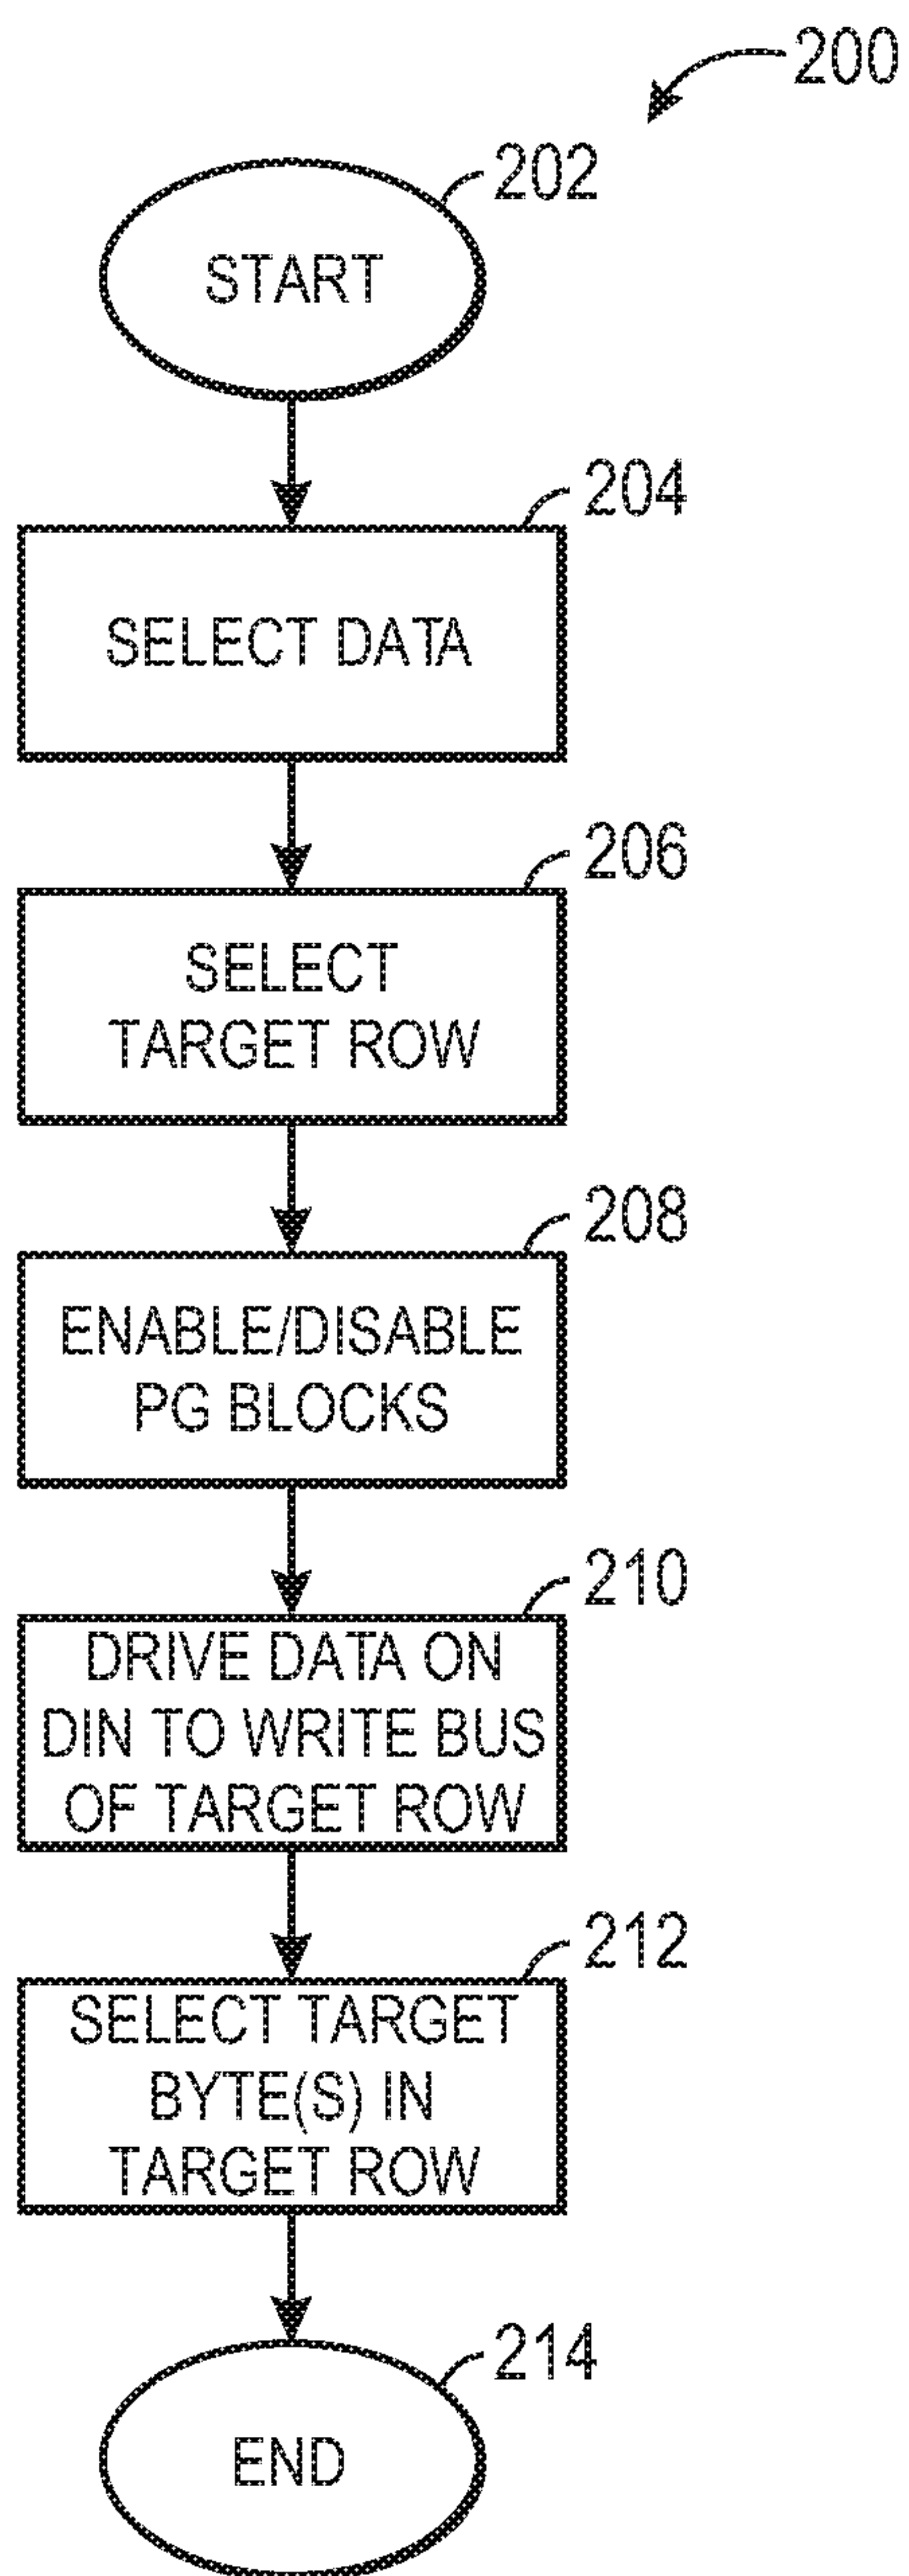 200
202
START
204
SELECT DATA
206
SELECT
TARGET ROW
208
ENABLE/DISABLE
PG BLOCKS
210
DRIVE DATA ON
DIN TO WRITE BUS
OF TARGET ROW
212
SELECT TARGET
BYTE(S) IN
TARGET ROW
214
END